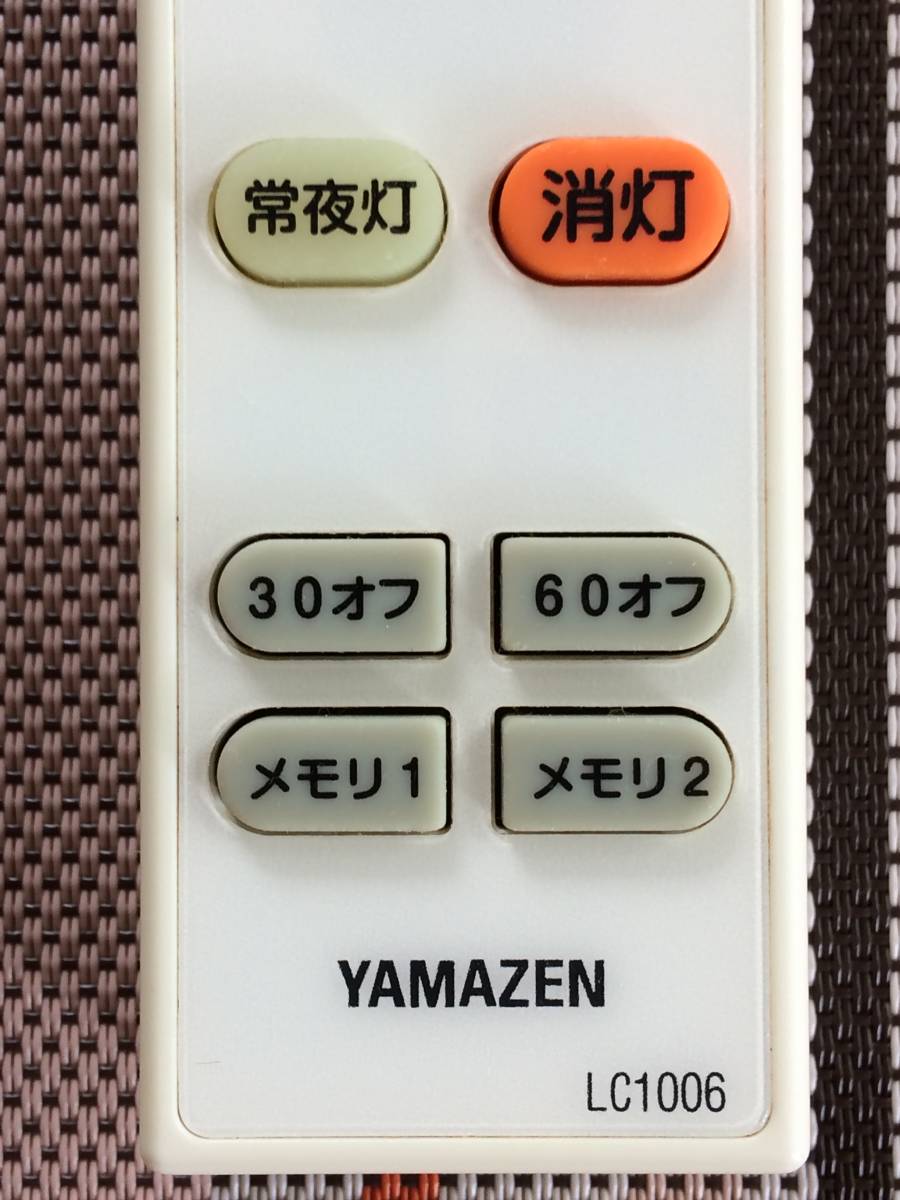 常夜灯
消灯
30オフ
60オフ
メモリ1
メモリ2
YAMAZEN
LC1006